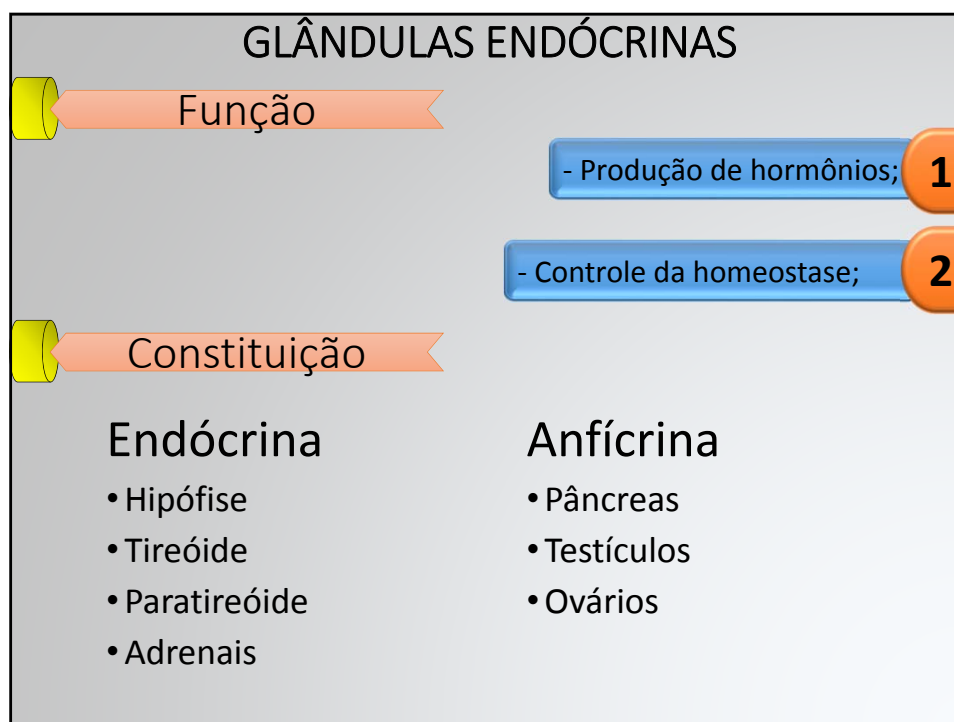 GLÂNDULAS ENDÓCRINAS
Função
- Produção de hormônios;
1
- Controle da homeostase;
2
Constituição
Endócrina
• Hipófise
• Tireóide
• Paratireóide
• Adrenais
Anfícrina
• Pâncreas
• Testículos
• Ovários